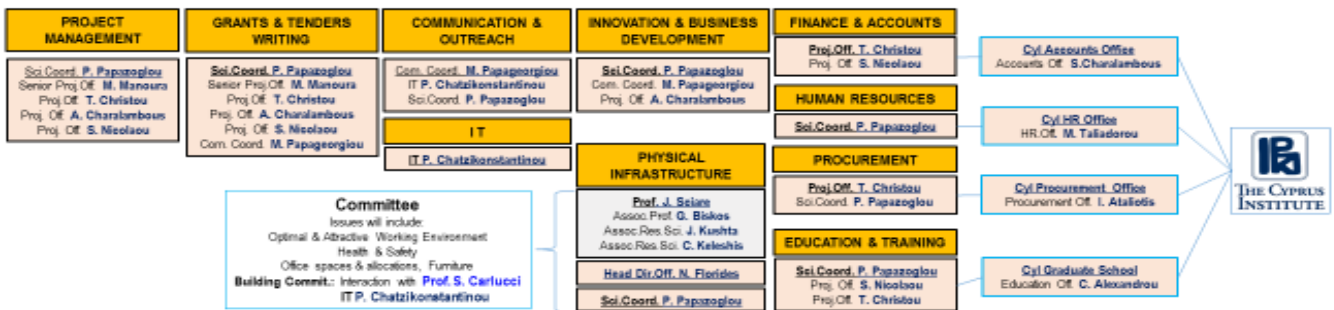 PROJECT
MANAGEMENT
Sci.Coord. P. Papazoglou
Senior Proj.Off. M. Manoura
Proj.Off. T. Christou
Proj. Off. A. Charalambous
Proj. Off. S. Nicolaou
GRANTS & TENDERS
WRITING
Sci.Coord. P. Papazoglou
Senior Proj.Off. M. Manoura
Proj.Off. T. Christou
Proj. Off. A. Charalambous
Proj. Off. S. Nicolaou
Com. Coord. M. Papageorgiou
COMMUNICATION &
OUTREACH
Com. Coord. M. Papageorgiou
IT P. Chatzikonstantinou
Sci.Coord. P. Papazoglou
I T
IT P. Chatzikonstantinou
INNOVATION & BUSINESS
DEVELOPMENT
Sci.Coord. P. Papazoglou
Com. Coord. M. Papageorgiou
Proj. Off. A. Charalambous
PHYSICAL
INFRASTRUCTURE
Prof. J. Sciare
Assoc.Prof. G. Biskos
Assoc.Res.Sci. J. Kushta
Assoc.Res.Sci. C. Keleshis
Head Dir.Off. N. Florides
Sci.Coord. P. Papazoglou
Committee
Issues will include:
Optimal & Attractive Working Environment
Health & Safety
Office spaces & allocations, Furniture
Building Commit.: Interaction with Prof. S. Carlucci
IT P. Chatzikonstantinou
FINANCE & ACCOUNTS
Proj.Off. T. Christou
Proj. Off. S. Nicolaou
HUMAN RESOURCES
Sci.Coord. P. Papazoglou
PROCUREMENT
Proj.Off. T. Christou
Sci.Coord. P. Papazoglou
EDUCATION & TRAINING
Sci.Coord. P. Papazoglou
Proj. Off. S. Nicolaou
Proj.Off. T. Christou
CyI Accounts Office
Accounts Off. S.Charalambous
CyI HR Office
HR.Off. M. Taliadorou
CyI Procurement Office
Procurement Off. I. Ataliotis
CyI Graduate School
Education Off. C. Alexandrou
THE CYPRUS
INSTITUTE